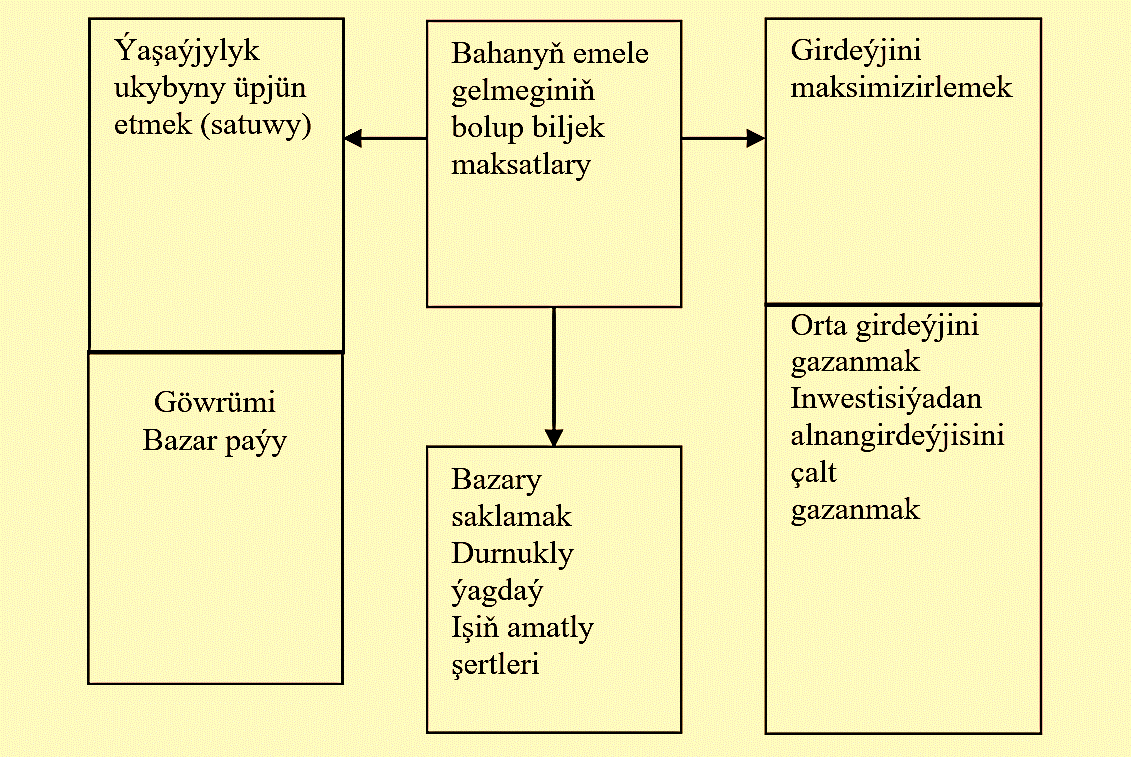 Ýaşaýjylyk
ukybyny üpjün
etmek (satuwy)
Göwrümi
Bazar paýy
Bahanyň emele
gelmeginiň
bolup biljek
maksatlary
Bazary
saklamak
Durnukly
ýagdaý
Işiň amatly
şertleri
Girdeýjini
maksimizirlemek
Orta girdeýjini
gazanmak
Inwestisiýadan
alnangirdeýjisini
çalt
gazanmak